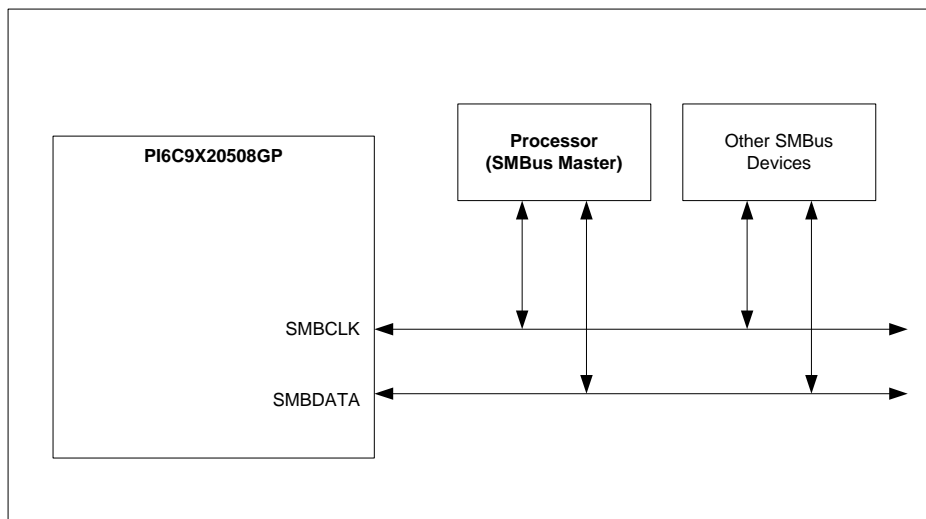 PI6C9X20508GP
Processor
(SMBus Master)
Other SMBus
Devices
SMBCLK
SMBDATA